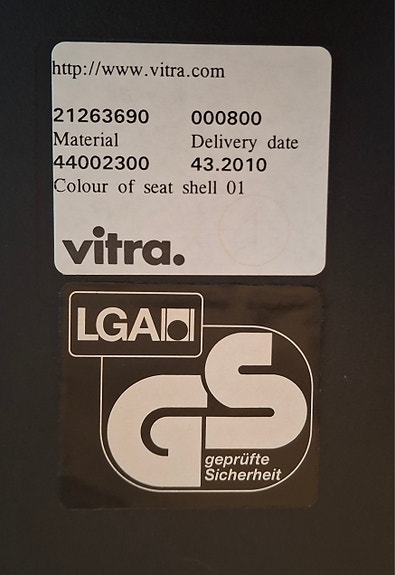 http://www.vitra.com
21263690 000800
Material Delivery date
44002300 43.2010
Colour of seat shell 01
vitra.
LGA
GS
geprüfte
Sicherheit